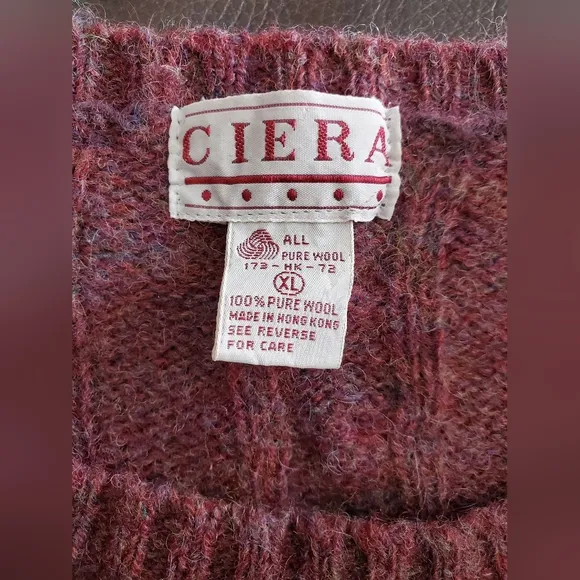 CIERA
ALL
PURE WOOL
173-HK-72
XL
100% PURE WOOL
MADE IN HONG KONG
SEE REVERSE
FOR CARE